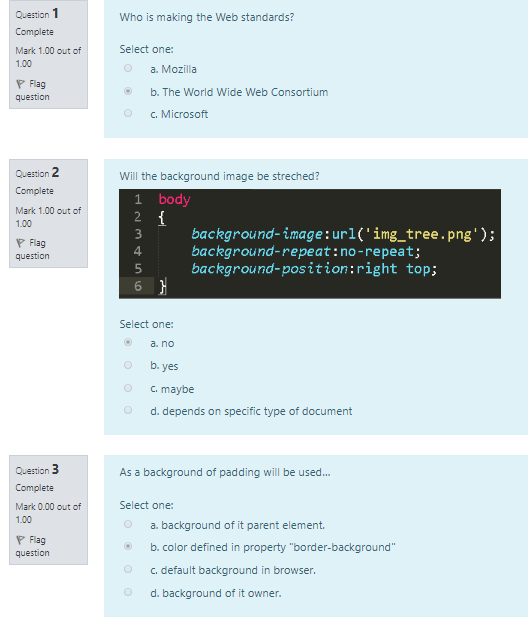 Question 1
Complete
Mark 1.00 out of
1.00
Flag
question
Who is making the Web standards?
Select one:
a. Mozilla
b. The World Wide Web Consortium
c. Microsoft
Question 2
Complete
Mark 1.00 out of
1.00
Flag
question
Will the background image be streched?
1 body
2 {
3 background-image:url('img_tree.png');
4 background-repeat:no-repeat;
5 background-position:right top;
6 }
Select one:
a. no
b. yes
c. maybe
d. depends on specific type of document
Question 3
Complete
Mark 0.00 out of
1.00
Flag
question
As a background of padding will be used...
Select one:
a. background of it parent element.
b. color defined in property "border-background"
c. default background in browser.
d. background of it owner.